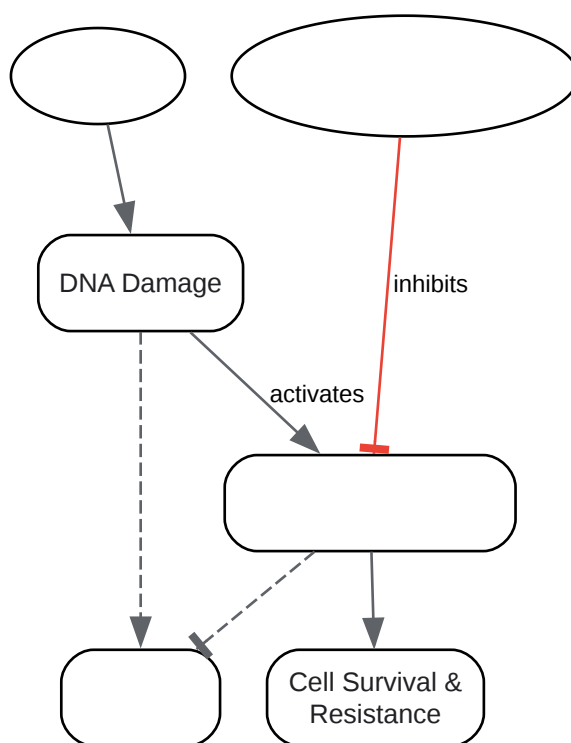 DNA Damage
inhibits
activates
Cell Survival &
Resistance